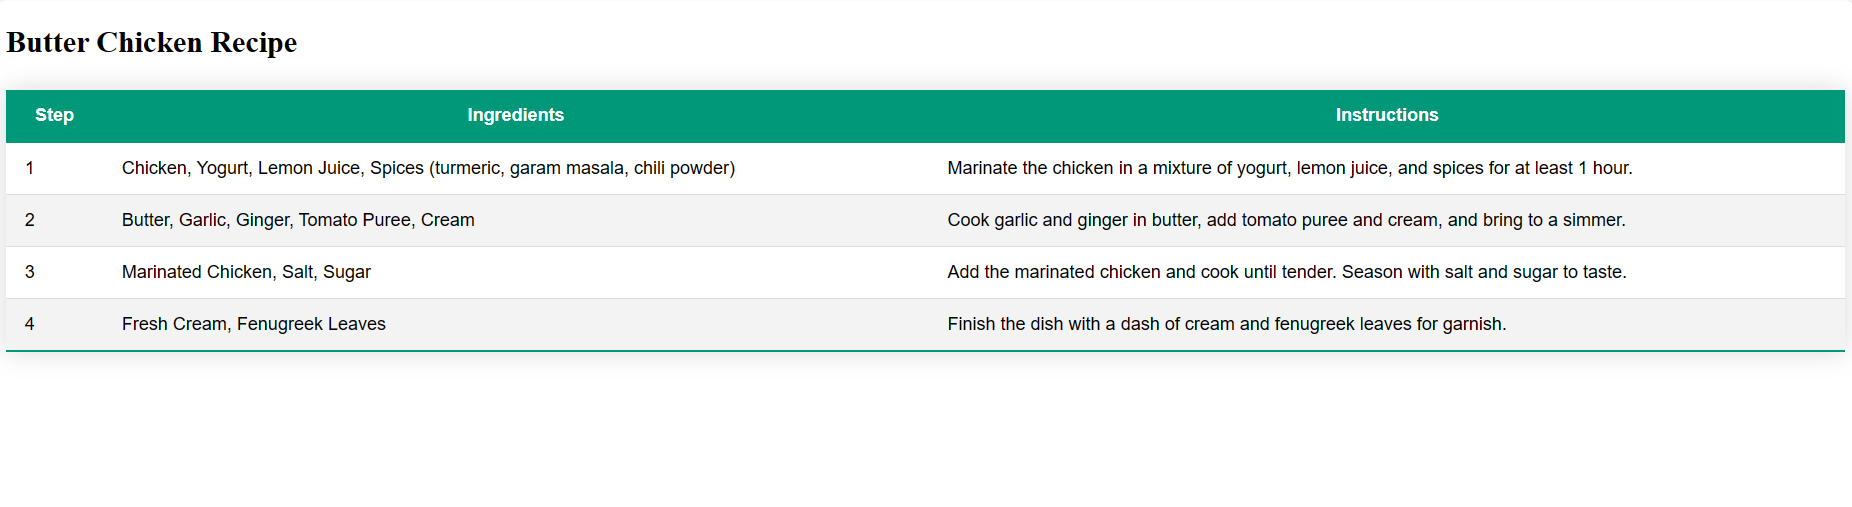 Butter Chicken Recipe
Step Ingredients Instructions
1 Chicken, Yogurt, Lemon Juice, Spices (turmeric, garam masala, chili powder) Marinate the chicken in a mixture of yogurt, lemon juice, and spices for at least 1 hour.
2 Butter, Garlic, Ginger, Tomato Puree, Cream Cook garlic and ginger in butter, add tomato puree and cream, and bring to a simmer.
3 Marinated Chicken, Salt, Sugar Add the marinated chicken and cook until tender. Season with salt and sugar to taste.
4 Fresh Cream, Fenugreek Leaves Finish the dish with a dash of cream and fenugreek leaves for garnish.